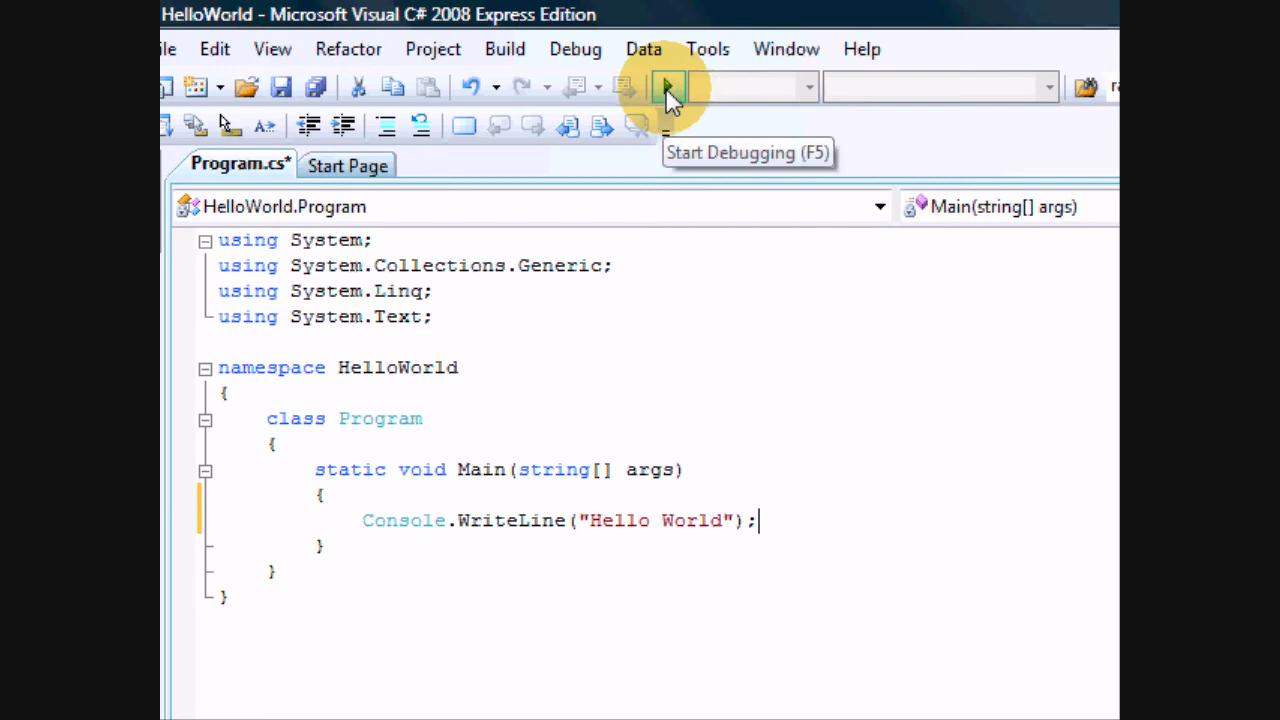 HelloWorld - Microsoft Visual C# 2008 Express Edition
ile Edit View Refactor Project Build Debug Data Tools Window Help
Start Debugging (F5)
Program.cs* Start Page
HelloWorld.Program Main(string[] args)
using System;
using System.Collections.Generic;
using System.Linq;
using System.Text;
namespace HelloWorld
{
class Program
{
static void Main(string[] args)
{
Console.WriteLine("Hello World");
}
}
}